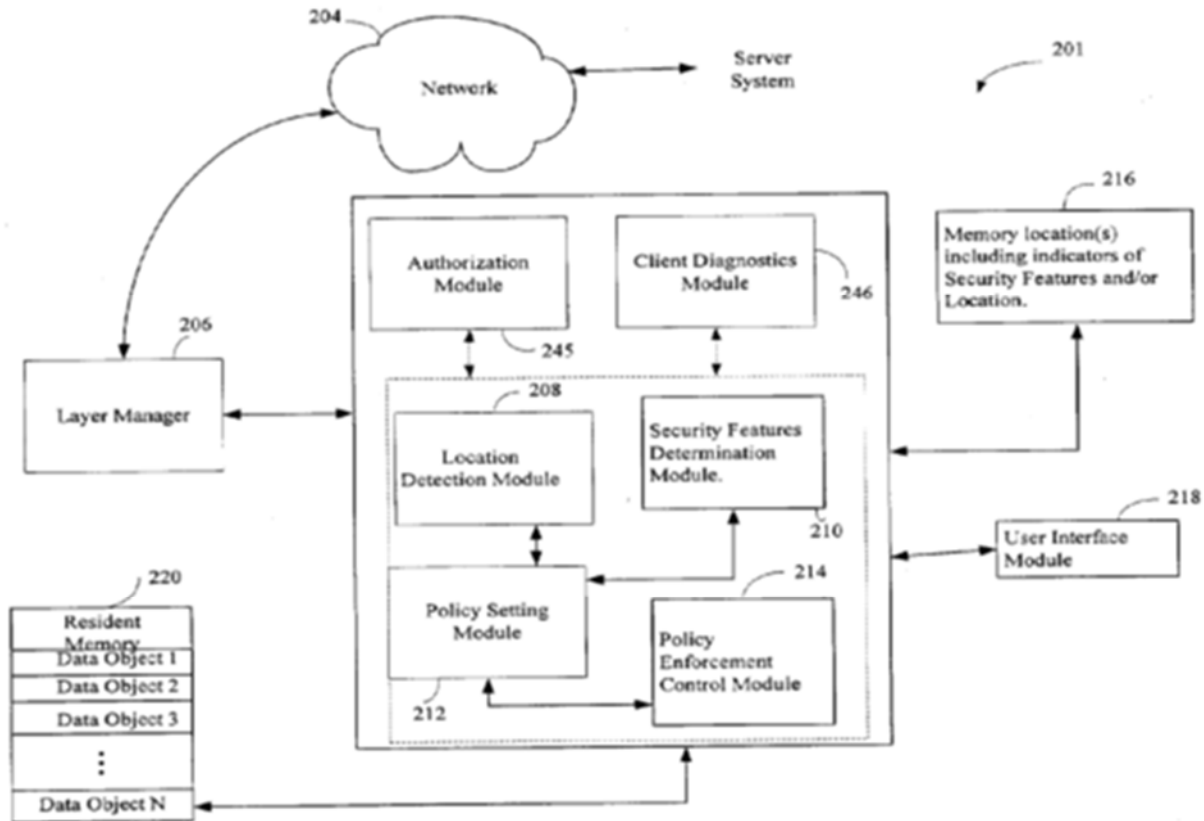 204
Network
Server
System
201
216
Memory location(s)
including indicators of
Security Features and/or
Location.
Authorization
Module
245
Client Diagnostics
Module
246
206
Layer Manager
208
Location
Detection Module
Security Features
Determination
Module.
210
218
User Interface
Module
220
Resident
Memory
Data Object 1
Data Object 2
Data Object 3
Data Object N
Policy Setting
Module
212
214
Policy
Enforcement
Control Module